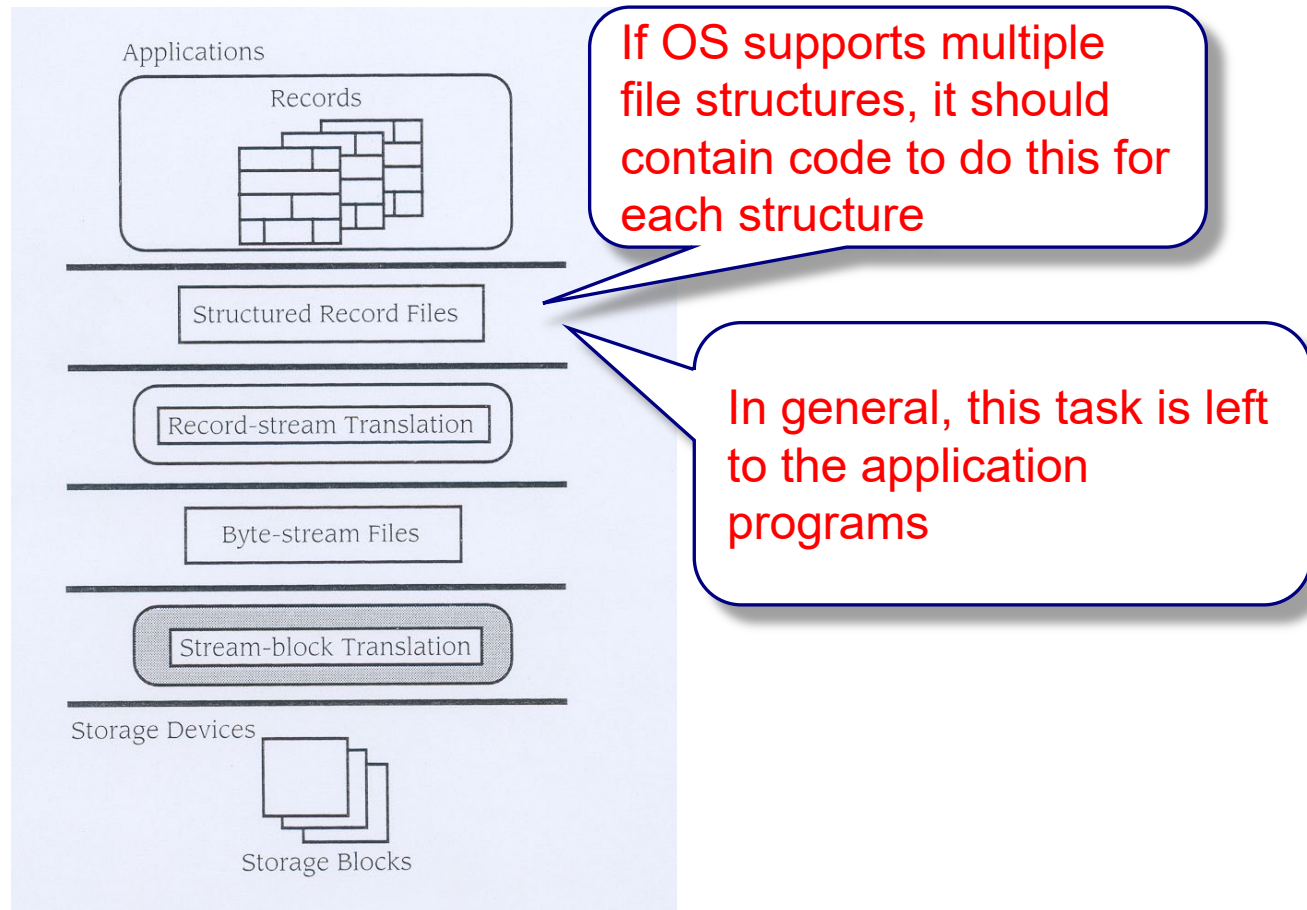 Applications
Records
Structured Record Files
Record-stream Translation
Byte-stream Files
Stream-block Translation
Storage Devices
Storage Blocks
If OS supports multiple
file structures, it should
contain code to do this for
each structure
In general, this task is left
to the application
programs